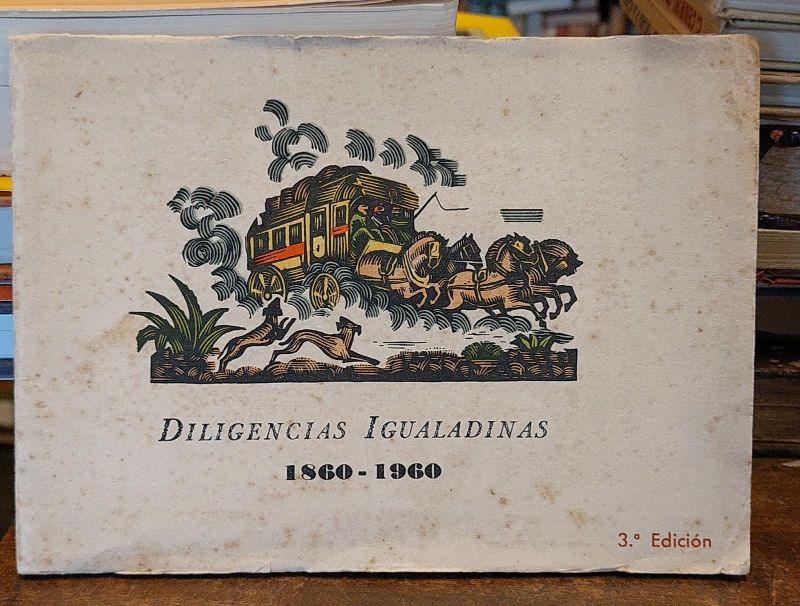 DILIGENCIAS IGUALADINAS
1860-1960
3.ª Edición